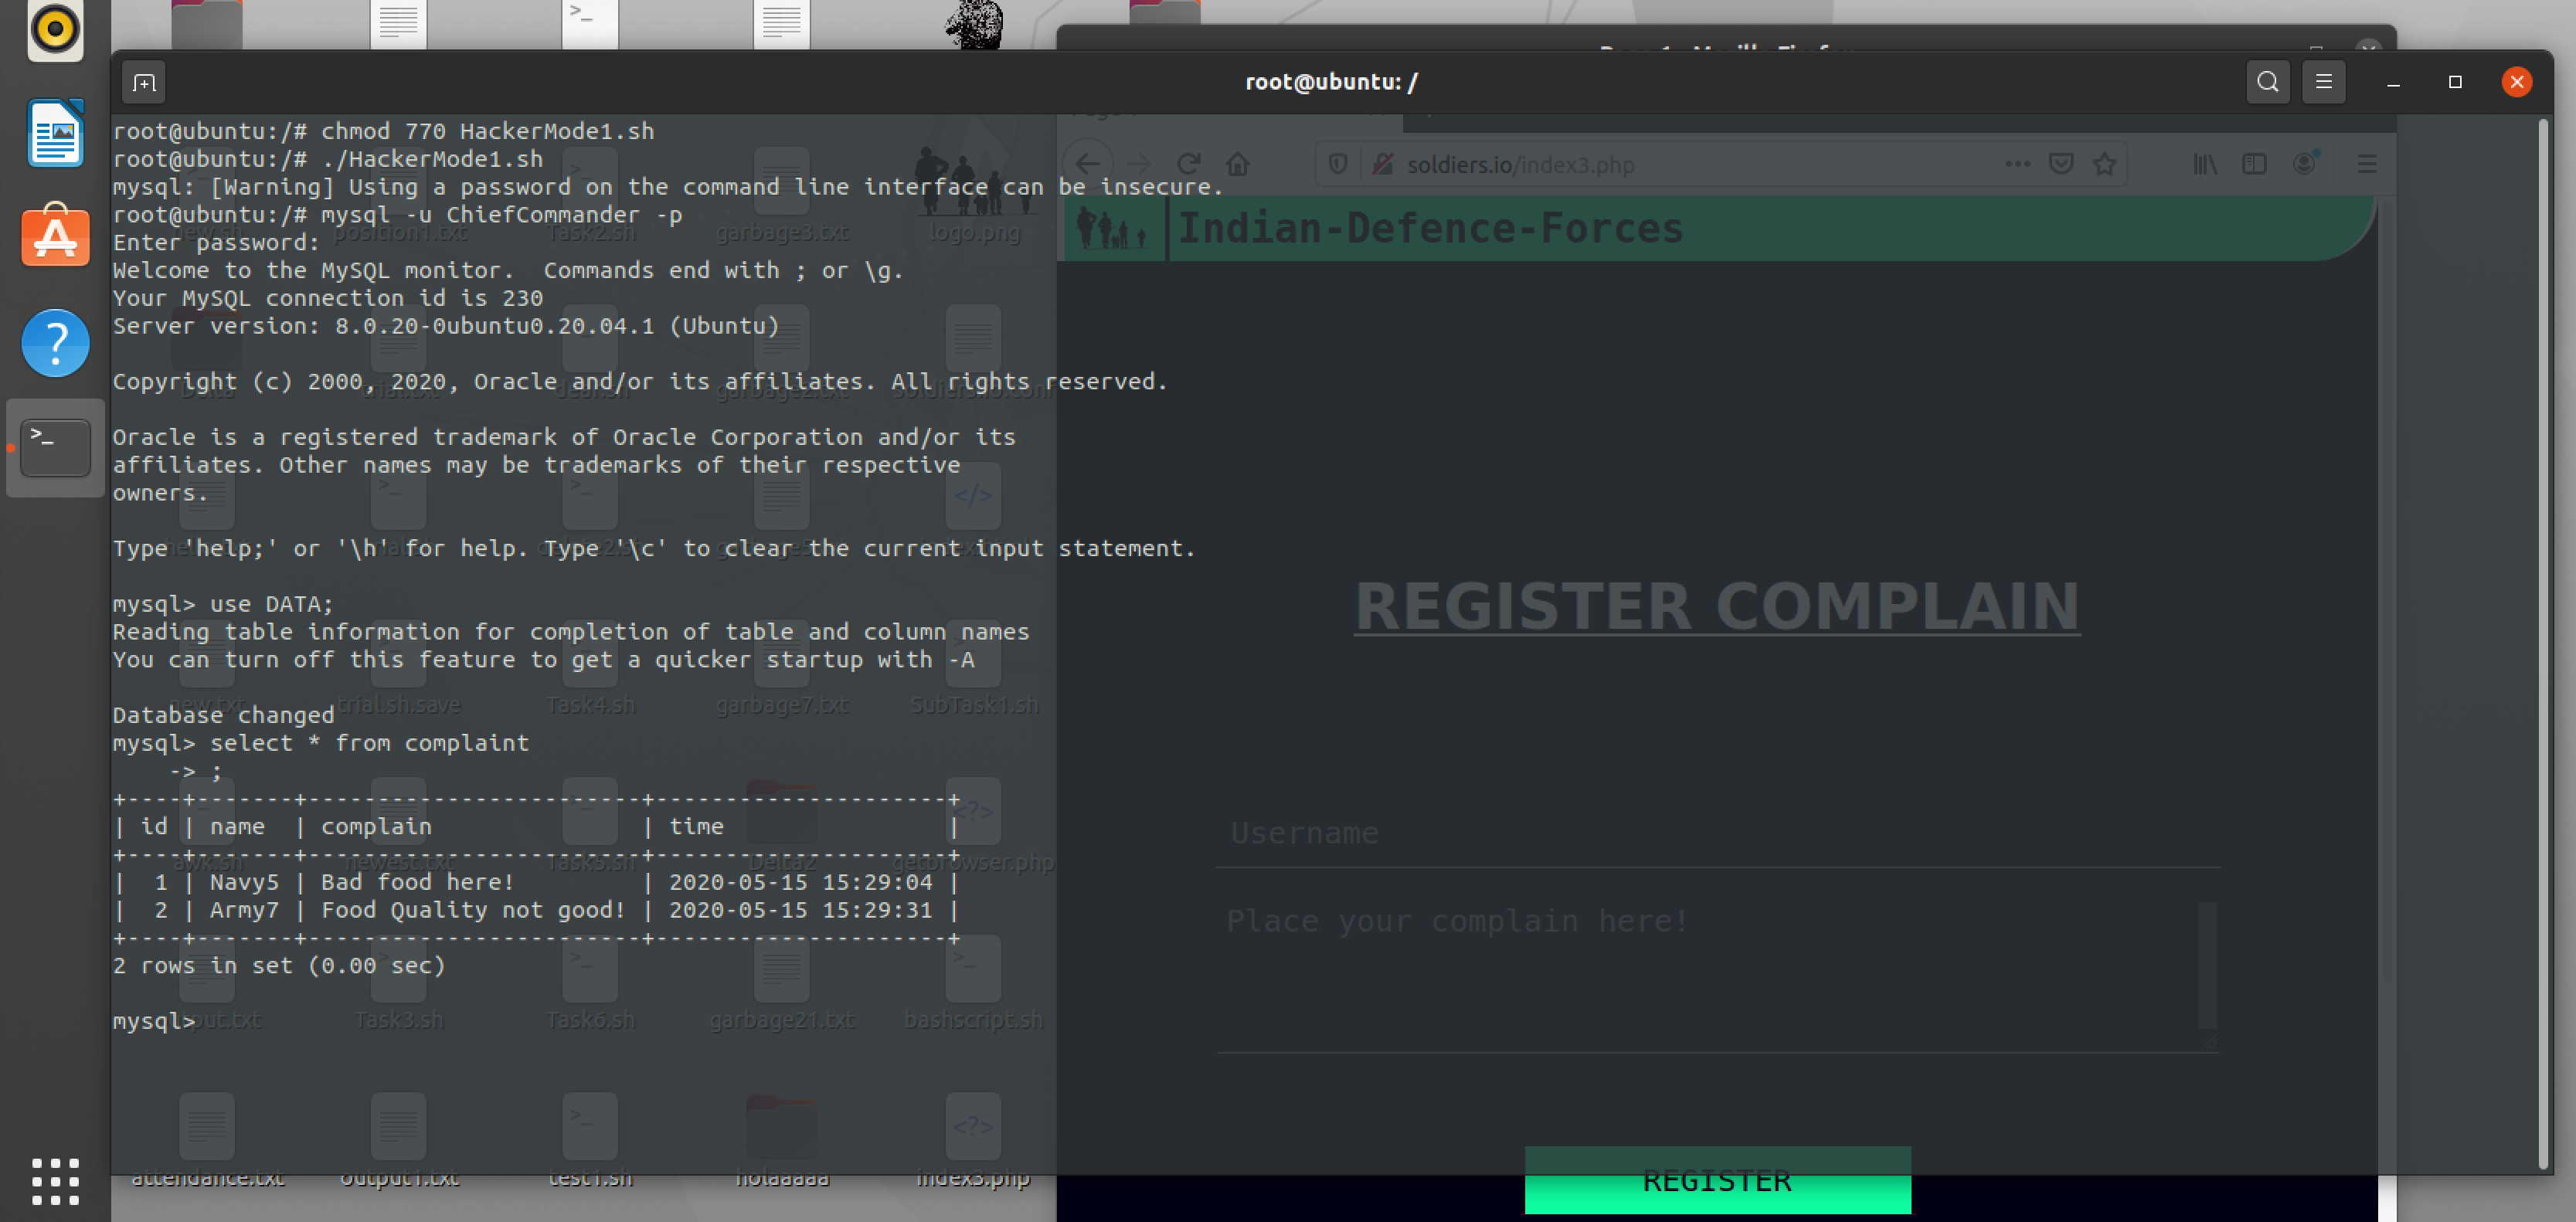 root@ubuntu: /
root@ubuntu:/# chmod 770 HackerMode1.sh
root@ubuntu:/# ./HackerMode1.sh
mysql: [Warning] Using a password on the command line interface can be insecure.
root@ubuntu:/# mysql -u ChiefCommander -p
Enter password:
Welcome to the MySQL monitor.  Commands end with ; or \g.
Your MySQL connection id is 230
Server version: 8.0.20-0ubuntu0.20.04.1 (Ubuntu)
Copyright (c) 2000, 2020, Oracle and/or its affiliates. All rights reserved.
Oracle is a registered trademark of Oracle Corporation and/or its
affiliates. Other names may be trademarks of their respective
owners.
Type 'help;' or '\h' for help. Type '\c' to clear the current input statement.
mysql> use DATA;
Reading table information for completion of table and column names
You can turn off this feature to get a quicker startup with -A
Database changed
mysql> select * from complaint
    -> ;
+----+-------+------------------------+---------------------+
| id | name  | complain               | time                |
+----+-------+------------------------+---------------------+
|  1 | Navy5 | Bad food here!         | 2020-05-15 15:29:04 |
|  2 | Army7 | Food Quality not good! | 2020-05-15 15:29:31 |
+----+-------+------------------------+---------------------+
2 rows in set (0.00 sec)
mysql>
soldiers.io/index3.php
Indian-Defence-Forces
REGISTER COMPLAIN
Username
Place your complain here!
REGISTER
new.sh position1.txt Task2.sh garbage3.txt logo.png
trial.txt garbage2.txt
new.txt trial.sh.save Task4.sh garbage7.txt SubTask1.sh
awk.sh newest.txt Task5.sh Delta2 getbrowser.php
Task3.sh Task6.sh garbage21.txt bashscript.sh
attendance.txt output1.txt test1.sh holaaaaa index3.php